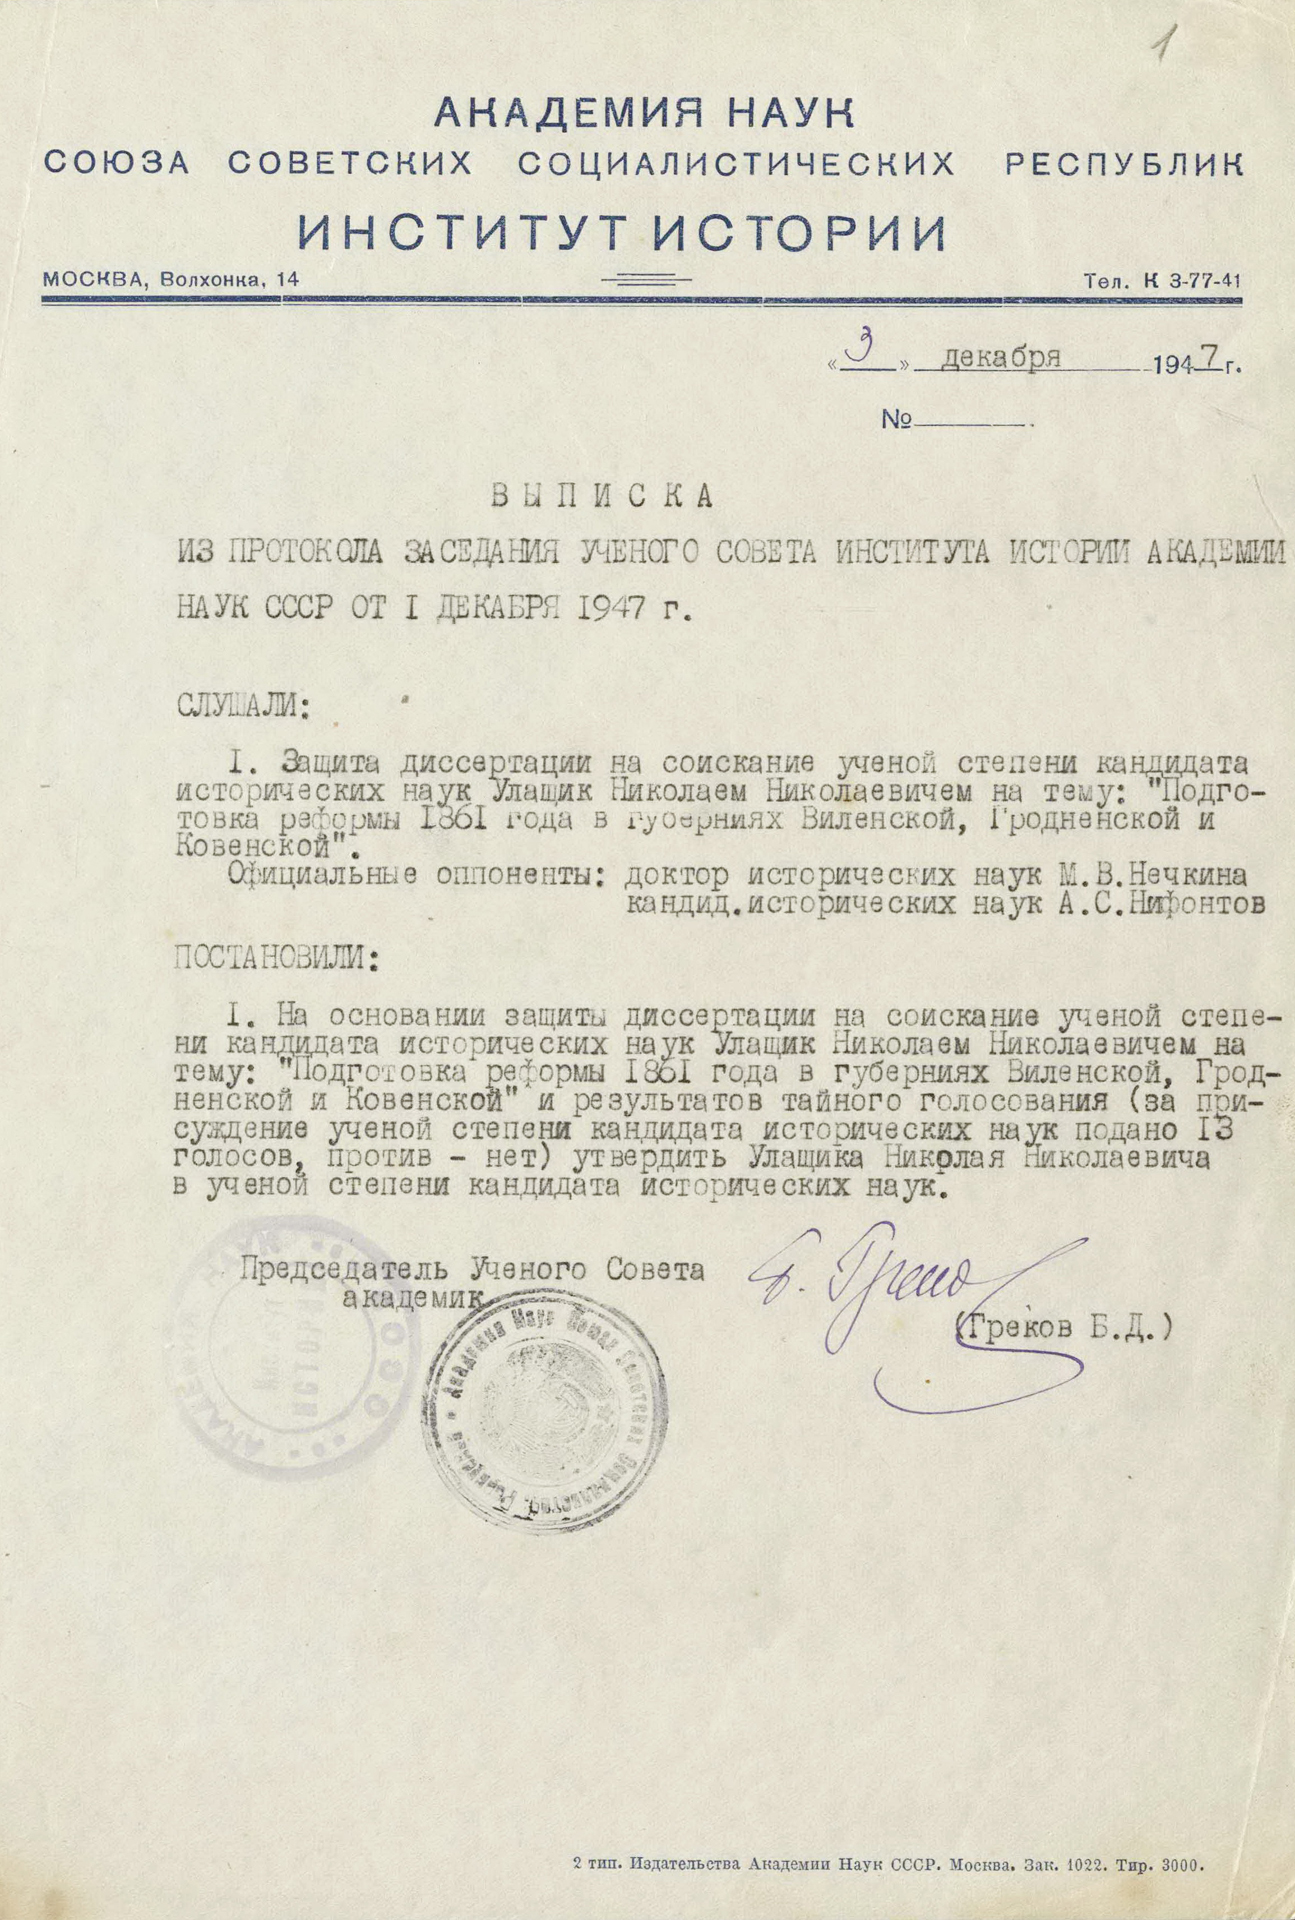 1
АКАДЕМИЯ НАУК
СОЮЗА СОВЕТСКИХ СОЦИАЛИСТИЧЕСКИХ РЕСПУБЛИК
ИНСТИТУТ ИСТОРИИ
МОСКВА, Волхонка, 14 Тел. К 3-77-41
«3» декабря 1947 г.
№
ВЫПИСКА
ИЗ ПРОТОКОЛА ЗАСЕДАНИЯ УЧЕНОГО СОВЕТА ИНСТИТУТА ИСТОРИИ АКАДЕМИИ
НАУК СССР ОТ I ДЕКАБРЯ 1947 г.
СЛУШАЛИ:
I. Защита диссертации на соискание ученой степени кандидата
исторических наук Улащик Николаем Николаевичем на тему: "Подго-
товка реформы 1861 года в губерниях Виленской, Гродненской и
Ковенской".
Официальные оппоненты: доктор исторических наук М.В.Нечкина
кандид.исторических наук А.С.Нифонтов
ПОСТАНОВИЛИ:
I. На основании защиты диссертации на соискание ученой степе-
ни кандидата исторических наук Улащик Николаем Николаевичем на
тему: "Подготовка реформы 1861 года в губерниях Виленской, Грод-
ненской и Ковенской" и результатов тайного голосования (за при-
суждение ученой степени кандидата исторических наук подано 13
голосов, против - нет) утвердить Улащика Николая Николаевича
в ученой степени кандидата исторических наук.
Председатель Ученого Совета
академик
Б. Греков
(Греков Б.Д.)
Академия Наук Союза Советских
2 тип. Издательства Академии Наук СССР. Москва. Зак. 1022. Тир. 3000.